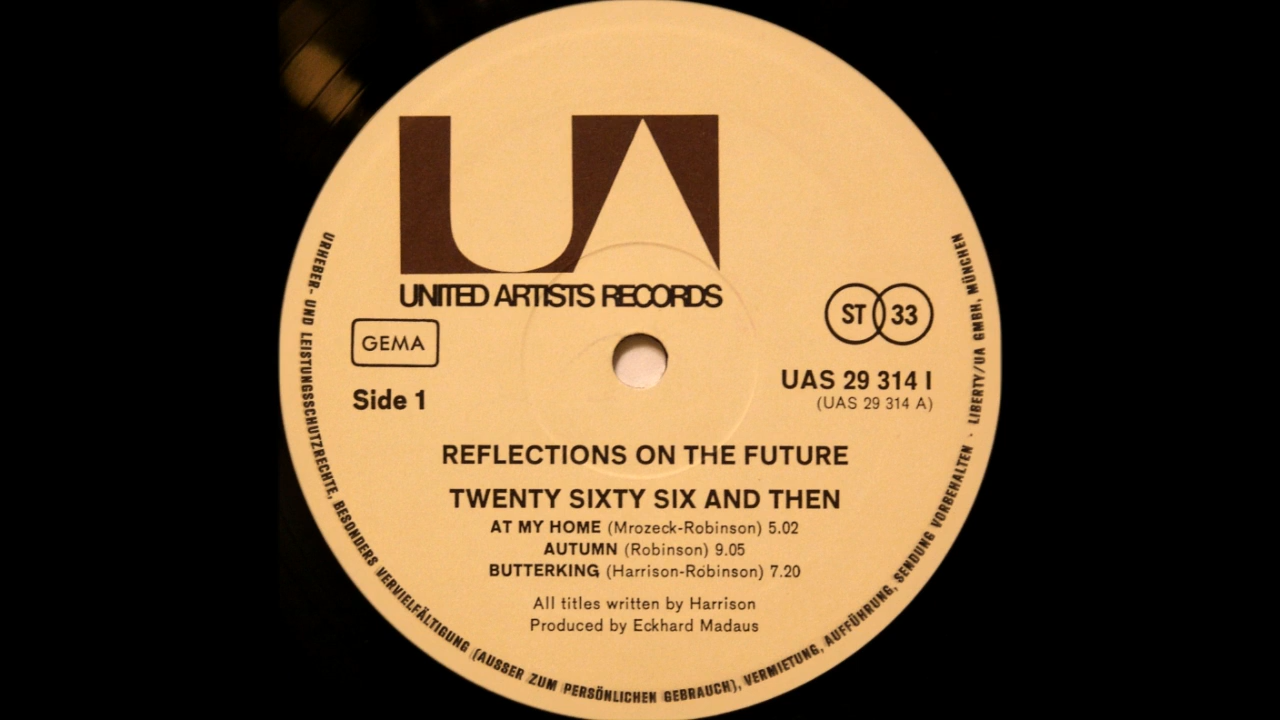 UA
UNITED ARTISTS RECORDS
GEMA
ST 33
Side 1
UAS 29 314 I
(UAS 29 314 A)
REFLECTIONS ON THE FUTURE
TWENTY SIXTY SIX AND THEN
AT MY HOME (Mrozeck-Robinson) 5.02
AUTUMN (Robinson) 9.05
BUTTERKING (Harrison-Robinson) 7.20
All titles written by Harrison
Produced by Eckhard Madaus
URHEBER- UND LEISTUNGSSCHUTZRECHTE, BESONDERS VERVIELFÄLTIGUNG (AUSSER ZUM PERSÖNLICHEN GEBRAUCH), VERMIETUNG, AUFFÜHRUNG, SENDUNG VORBEHALTEN · LIBERTY/UA GMBH, MÜNCHEN